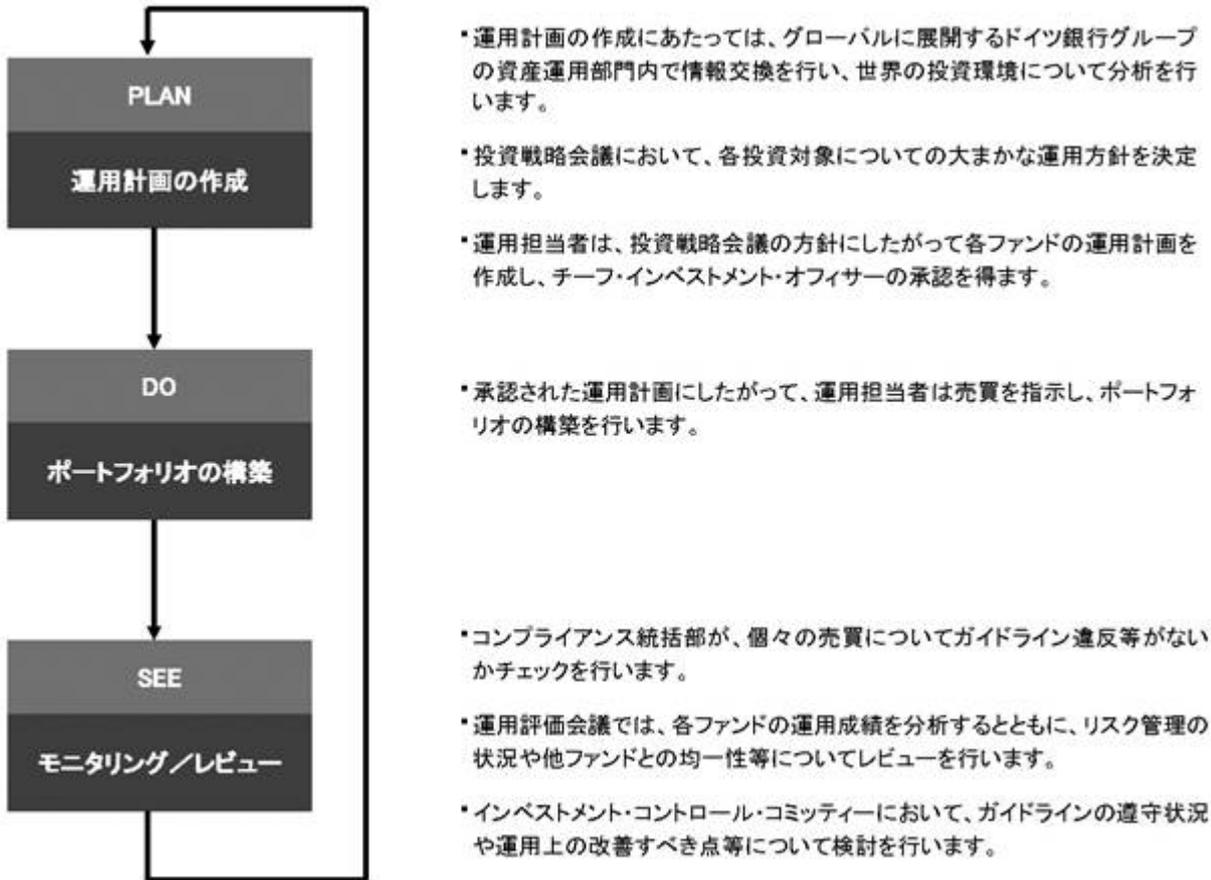 PLAN
運用計画の作成
▪運用計画の作成にあたっては、グローバルに展開するドイツ銀行グループ
の資産運用部門内で情報交換を行い、世界の投資環境について分析を行
います。
▪投資戦略会議において、各投資対象についての大まかな運用方針を決定
します。
▪運用担当者は、投資戦略会議の方針にしたがって各ファンドの運用計画を
作成し、チーフ・インベストメント・オフィサーの承認を得ます。
DO
ポートフォリオの構築
▪承認された運用計画にしたがって、運用担当者は売買を指示し、ポートフォ
リオの構築を行います。
SEE
モニタリング／レビュー
▪コンプライアンス統括部が、個々の売買についてガイドライン違反等がない
かチェックを行います。
▪運用評価会議では、各ファンドの運用成績を分析するとともに、リスク管理の
状況や他ファンドとの均一性等についてレビューを行います。
▪インベストメント・コントロール・コミッティーにおいて、ガイドラインの遵守状況
や運用上の改善すべき点等について検討を行います。